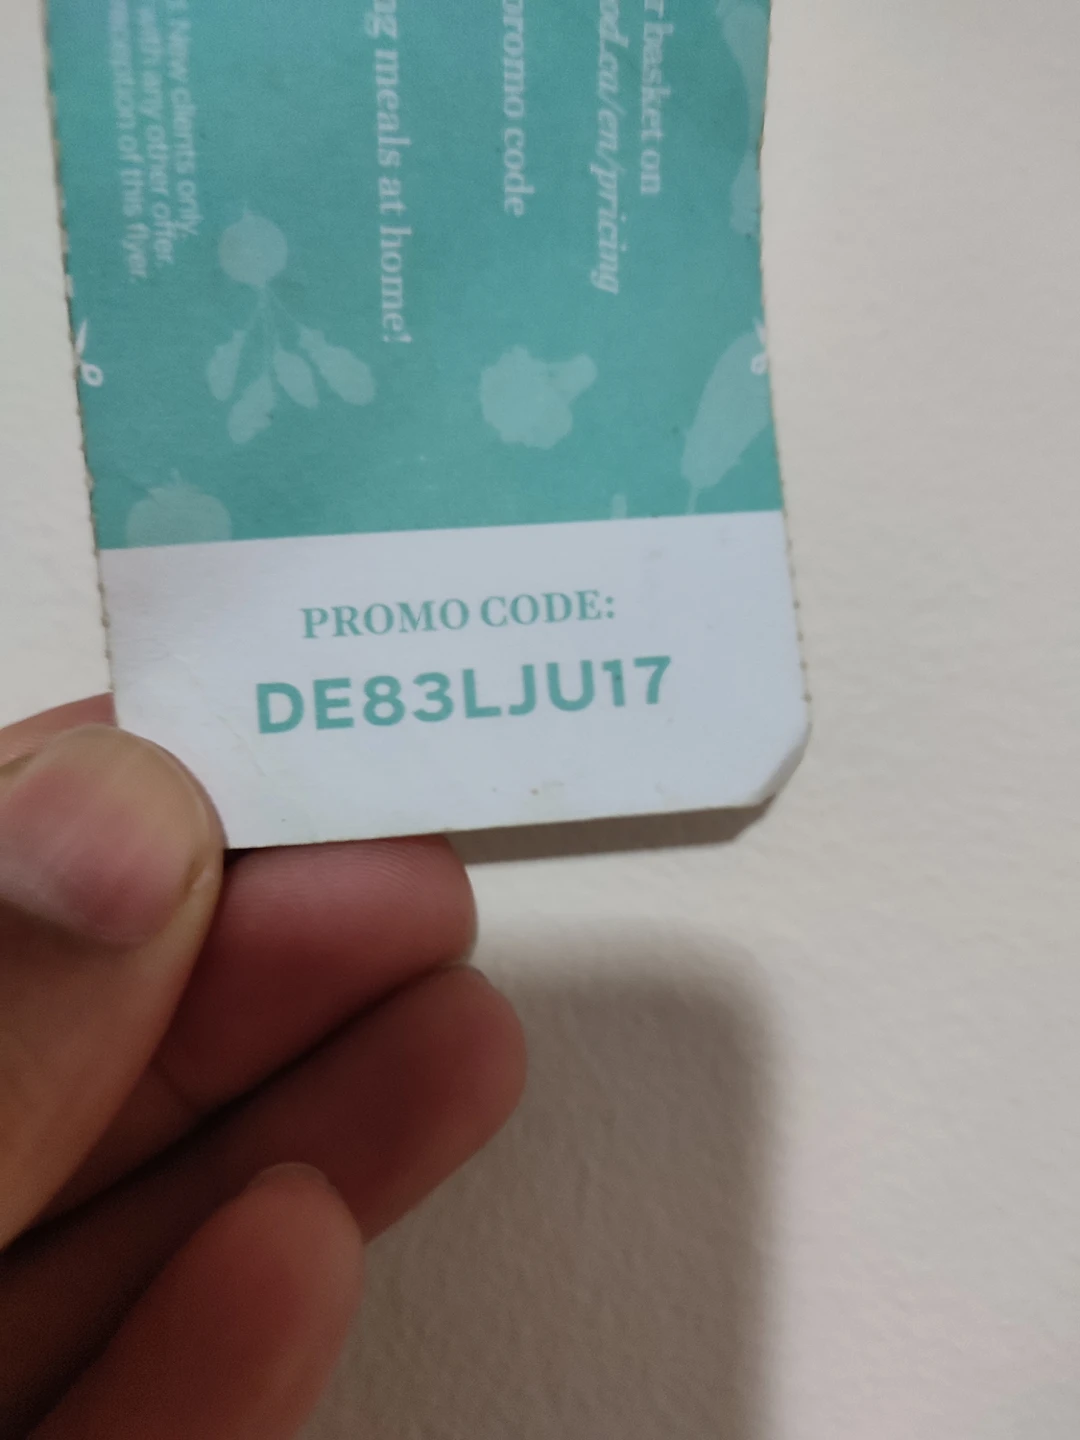 r basket on
od.ca/en/pricing
promo code
ng meals at home!
s. New clients only.
with any other offer.
reception of this flyer.
PROMO CODE:
DE83LJU17